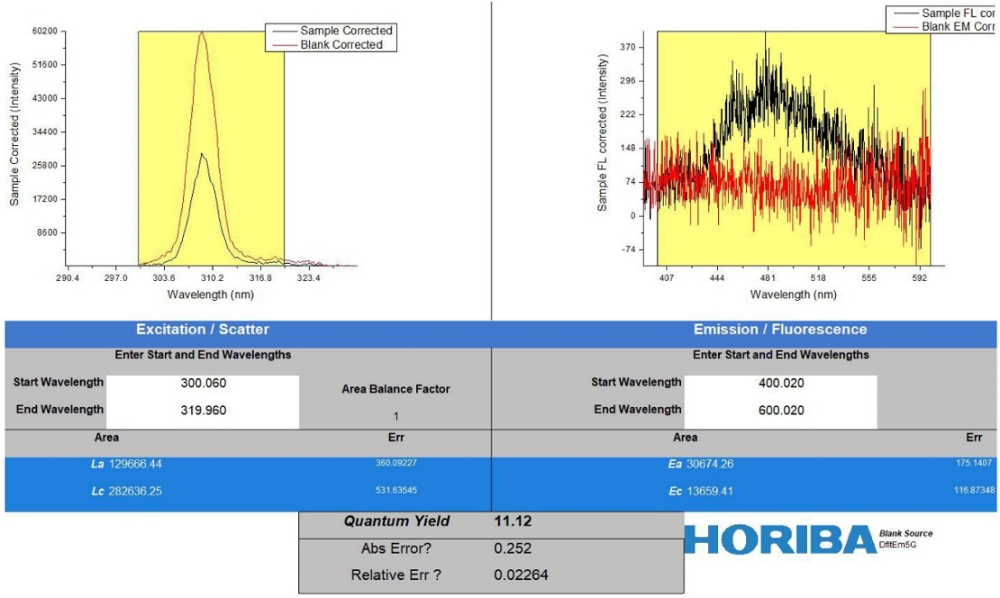 Sample Corrected
Blank Corrected
60200
51600
43000
34400
25800
17200
8600
Sample Corrected (Intensity)
290.4 297.0 303.6 310.2 316.8 323.4
Wavelength (nm)
Sample FL cor
Blank EM Corr
370
296
222
148
74
0
-74
Sample FL corrected (Intensity)
407 444 481 518 555 592
Wavelength (nm)
Excitation / Scatter
Enter Start and End Wavelengths
Start Wavelength 300.060
End Wavelength 319.960
Area Balance Factor
1
Area Err
La 129666.44 360.09227
Lc 282636.25 531.63545
Emission / Fluorescence
Enter Start and End Wavelengths
Start Wavelength 400.020
End Wavelength 600.020
Area Err
Ea 30674.26 175.1407
Ec 13659.41 116.87348
Quantum Yield 11.12
Abs Error? 0.252
Relative Err ? 0.02264
HORIBA
Blank Source
DfltEm5G